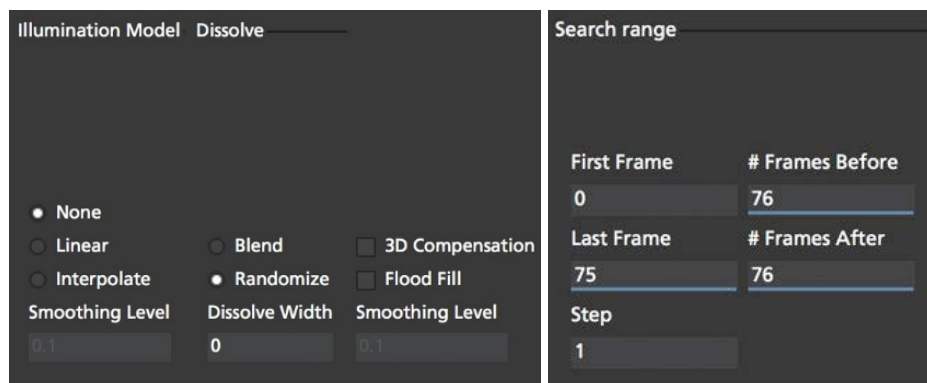 Illumination Model Dissolve
None
Linear Blend 3D Compensation
Interpolate Randomize Flood Fill
Smoothing Level Dissolve Width Smoothing Level
0.1 0 0.1
Search range
First Frame # Frames Before
0 76
Last Frame # Frames After
75 76
Step
1